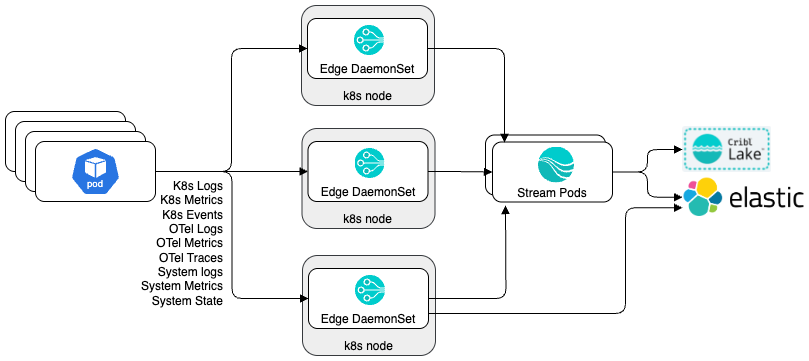 Edge DaemonSet
k8s node
pod
K8s Logs
K8s Metrics
K8s Events
OTel Logs
OTel Metrics
OTel Traces
System logs
System Metrics
System State
Edge DaemonSet
k8s node
Edge DaemonSet
k8s node
Stream Pods
Cribl
Lake
elastic